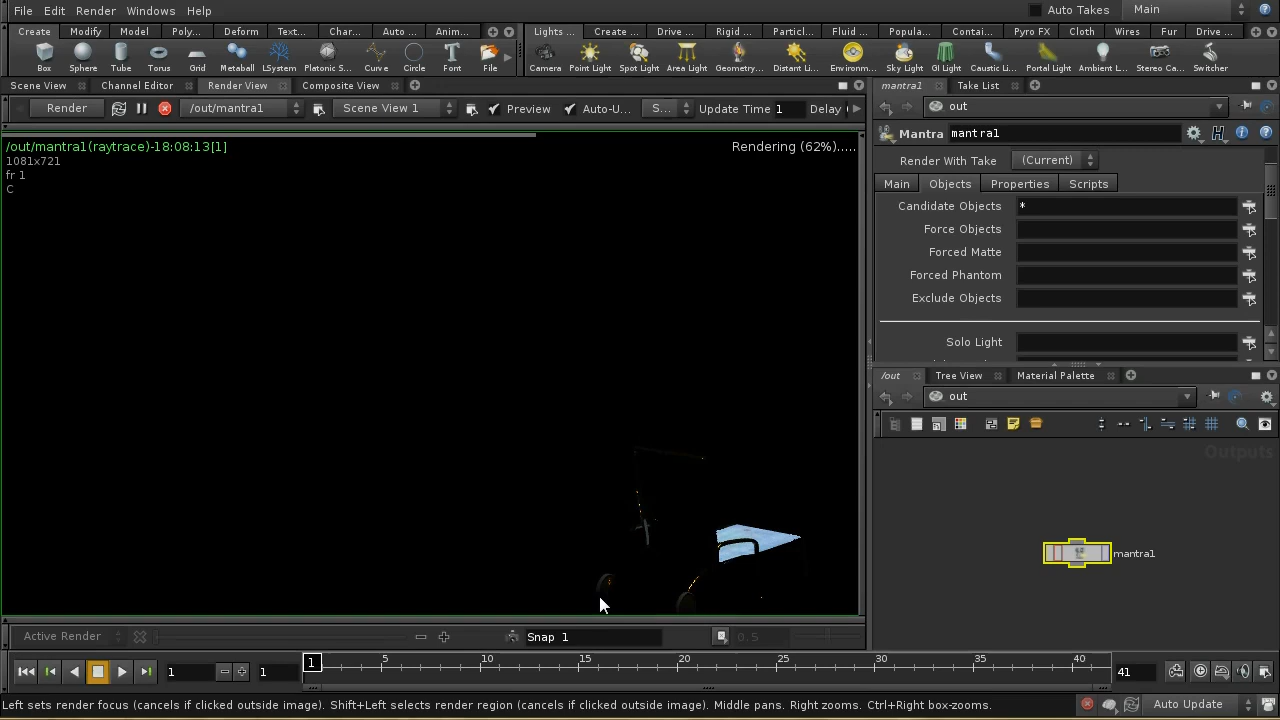 File Edit Render Windows Help Auto Takes Main
Create Modify Model Poly... Deform Text... Char... Auto ... Anim... Lights ... Create ... Drive ... Rigid ... Particl... Fluid ... Popula... Contai... Pyro FX Cloth Wires Fur Drive ...
Box Sphere Tube Torus Grid Metaball LSystem Platonic S... Curve Circle Font File Camera Point Light Spot Light Area Light Geometry... Distant Li... Environm... Sky Light GI Light Caustic Li... Portal Light Ambient L... Stereo Ca... Switcher
Scene View Channel Editor Render View Composite View
Render /out/mantra1 Scene View 1 Preview Auto-U... S... Update Time 1 Delay
/out/mantra1(raytrace)-18:08:13[1]
Rendering (62%).....
1081x721
fr 1
C
Active Render Snap 1 0.5
mantra1 Take List
out
Mantra mantra1
Render With Take (Current)
Main Objects Properties Scripts
Candidate Objects *
Force Objects
Forced Matte
Forced Phantom
Exclude Objects
Solo Light
/out Tree View Material Palette
out
Outputs
mantra1
1 1 1 5 10 15 20 25 30 35 40 41
Left sets render focus (cancels if clicked outside image). Shift+Left selects render region (cancels if clicked outside image). Middle pans. Right zooms. Ctrl+Right box-zooms. Auto Update